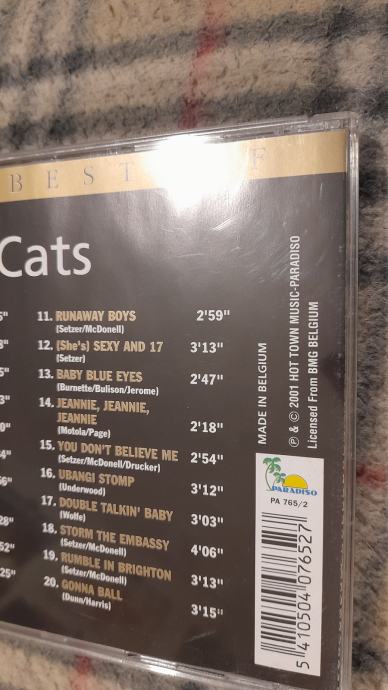 BEST OF
Cats
11. RUNAWAY BOYS 2'59"
(Setzer/McDonell)
12. (She's) SEXY AND 17 3'13"
(Setzer)
13. BABY BLUE EYES 2'47"
(Burnette/Bulison/Jerome)
14. JEANNIE, JEANNIE,
JEANNIE 2'18"
(Motola/Page)
15. YOU DON'T BELIEVE ME 2'54"
(Setzer/McDonell/Drucker)
16. UBANGI STOMP 3'12"
(Underwood)
17. DOUBLE TALKIN' BABY 3'03"
(Wolfe)
18. STORM THE EMBASSY 4'06"
(Setzer/McDonell)
19. RUMBLE IN BRIGHTON 3'13"
(Setzer/McDonell)
20. GONNA BALL 3'15"
(Dunn/Harris)
MADE IN BELGIUM
℗ & © 2001 HOT TOWN MUSIC-PARADISO
Licensed From BMG BELGIUM
PARADISO
PA 765/2
5 410504 076527